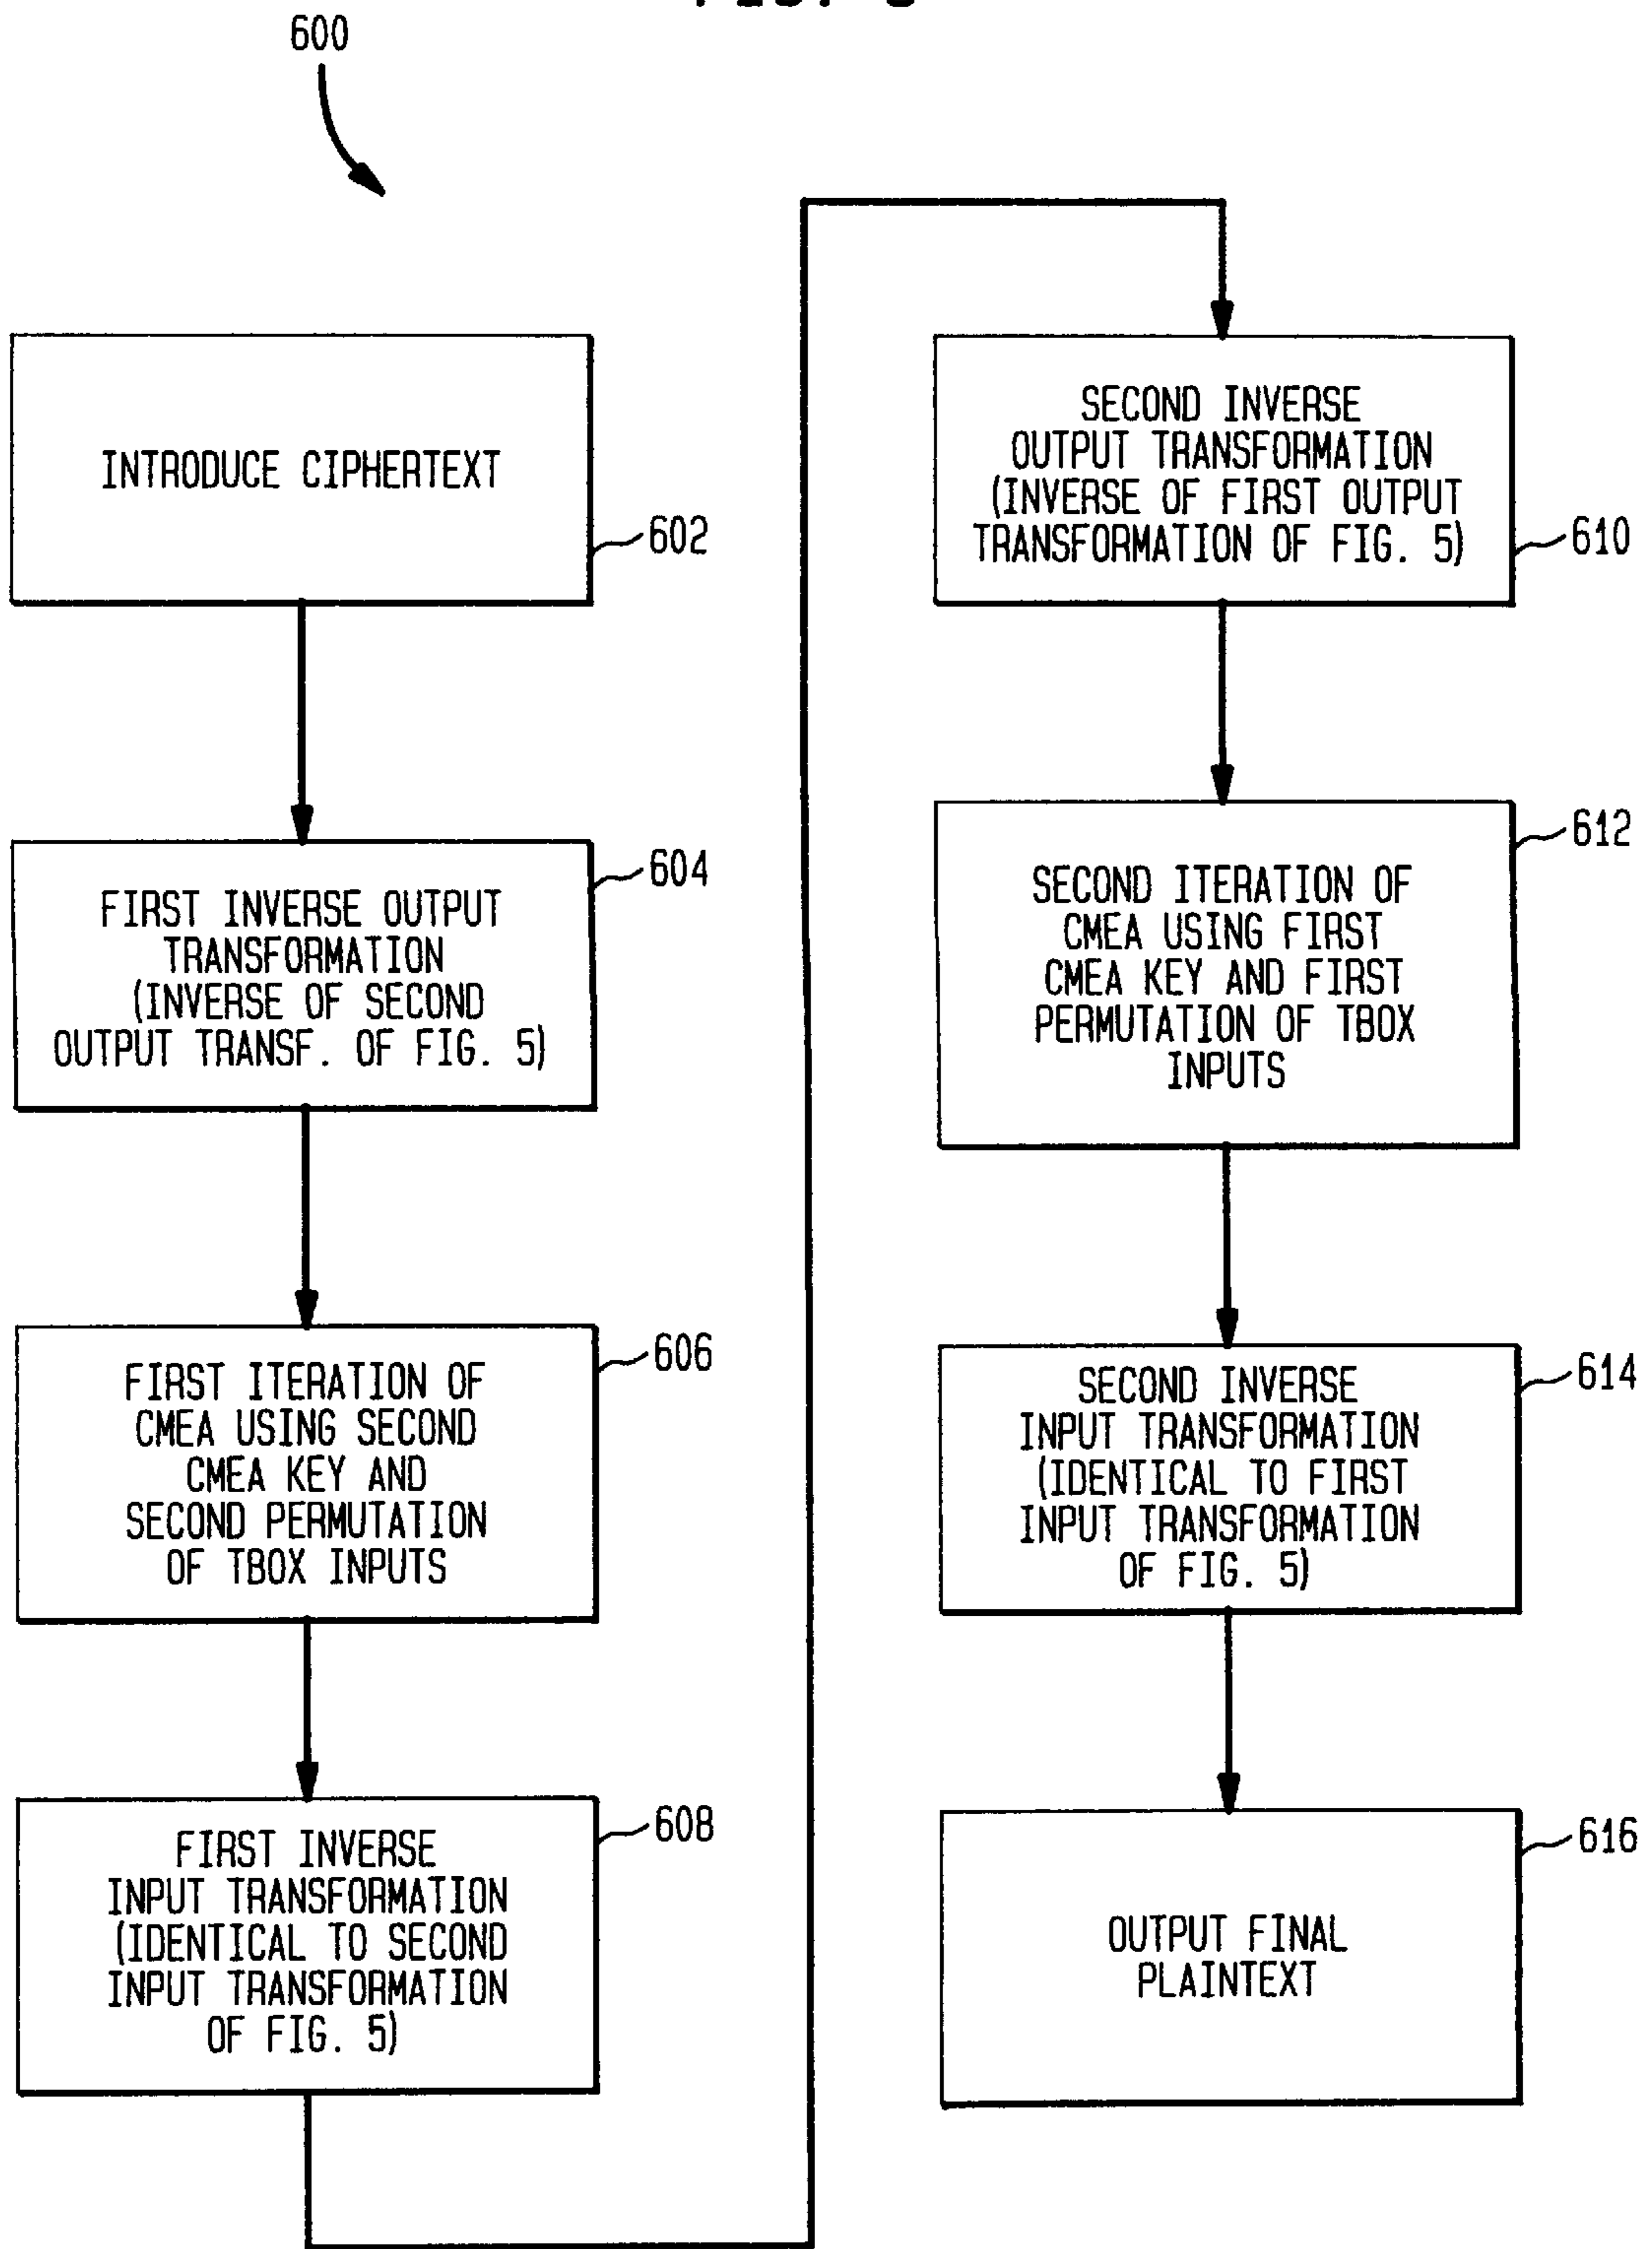 600
INTRODUCE CIPHERTEXT
602
FIRST INVERSE OUTPUT
TRANSFORMATION
(INVERSE OF SECOND
OUTPUT TRANSF. OF FIG. 5)
604
FIRST ITERATION OF
CMEA USING SECOND
CMEA KEY AND
SECOND PERMUTATION
OF TBOX INPUTS
606
FIRST INVERSE
INPUT TRANSFORMATION
(IDENTICAL TO SECOND
INPUT TRANSFORMATION
OF FIG. 5)
608
SECOND INVERSE
OUTPUT TRANSFORMATION
(INVERSE OF FIRST OUTPUT
TRANSFORMATION OF FIG. 5)
610
SECOND ITERATION OF
CMEA USING FIRST
CMEA KEY AND FIRST
PERMUTATION OF TBOX
INPUTS
612
SECOND INVERSE
INPUT TRANSFORMATION
(IDENTICAL TO FIRST
INPUT TRANSFORMATION
OF FIG. 5)
614
OUTPUT FINAL
PLAINTEXT
616